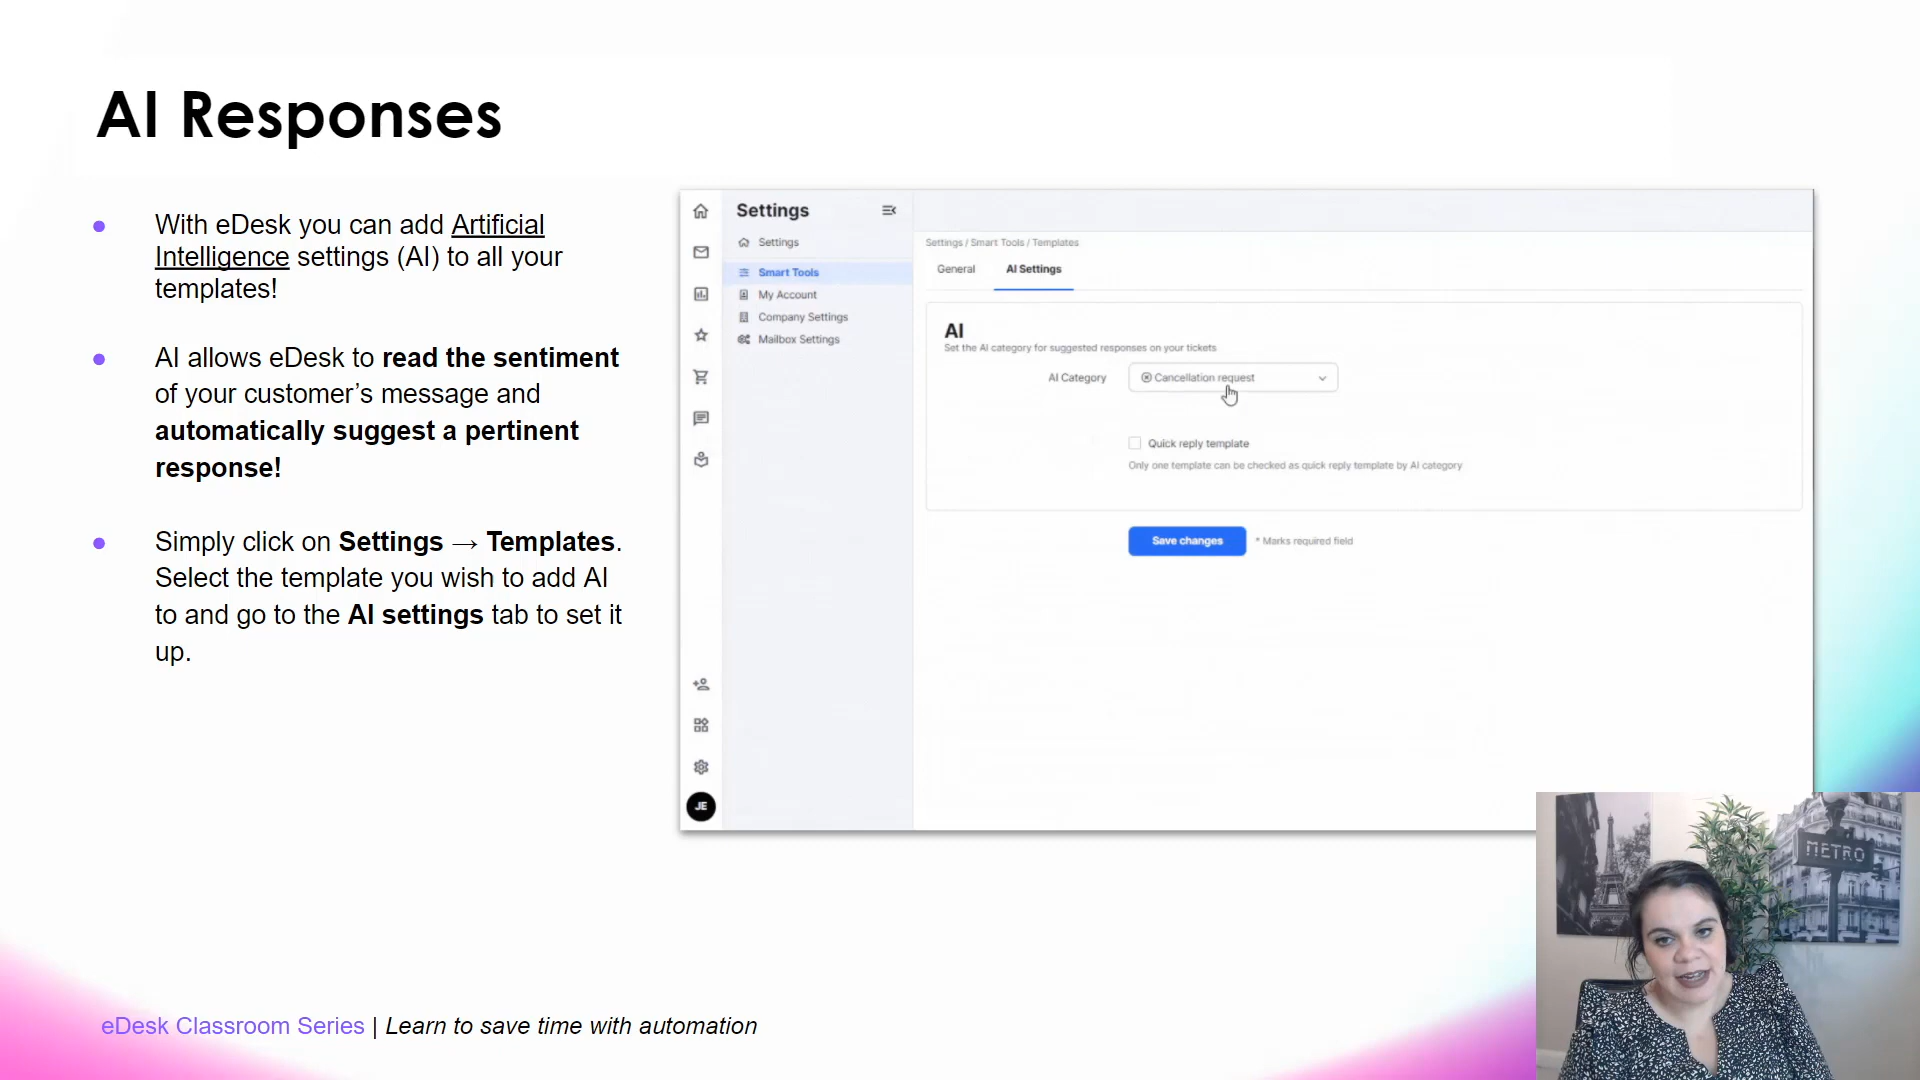 AI Responses
With eDesk you can add Artificial
Intelligence settings (AI) to all your
templates!
AI allows eDesk to read the sentiment
of your customer’s message and
automatically suggest a pertinent
response!
Simply click on Settings → Templates.
Select the template you wish to add AI
to and go to the AI settings tab to set it
up.
Settings
Settings
Smart Tools
My Account
Company Settings
Mailbox Settings
JE
Settings / Smart Tools / Templates
General AI Settings
AI
Set the AI category for suggested responses on your tickets
AI Category Cancellation request
Quick reply template
Only one template can be checked as quick reply template by AI category
Save changes * Marks required field
METRO
eDesk Classroom Series | Learn to save time with automation